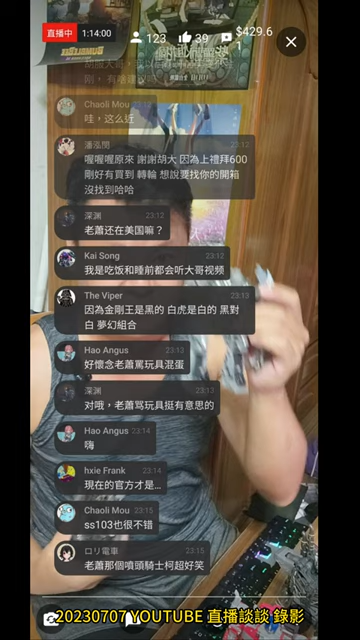 直播中
1:14:00
123
39
$429.6
1
Chaoli Mou
哇，这么近
潘泓閔 23:12
喔喔喔原來 謝謝胡大 因為上禮拜600
剛好有買到 轉輪 想說要找你的開箱
沒找到哈哈
深渊 23:12
老蕭还在美国嘛？
Kai Song 23:12
我是吃饭和睡前都会听大哥视频
The Viper 23:13
因為金剛王是黑的 白虎是白的 黑對
白 夢幻組合
Hao Angus 23:13
好懷念老蕭罵玩具混蛋
深渊 23:13
对哦，老蕭骂玩具挺有意思的
Hao Angus 23:14
嗨
hxie Frank 23:14
現在的官方才是...
Chaoli Mou 23:15
ss103也很不错
ロリ電車 23:15
老蕭那個噴頭騎士柯超好笑
20230707 YOUTUBE 直播談談 錄影